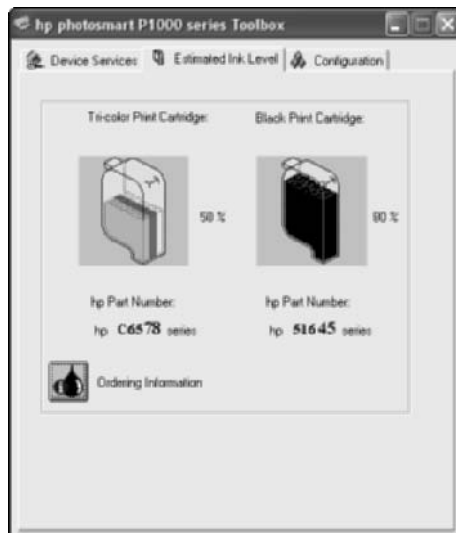 hp photosmart P1000 series Toolbox
Device Services Estimated Ink Level Configuration
Tri-color Print Cartridge: Black Print Cartridge:
50 % 80 %
hp Part Number: hp Part Number:
hp C6578 series hp 51645 series
Ordering Information